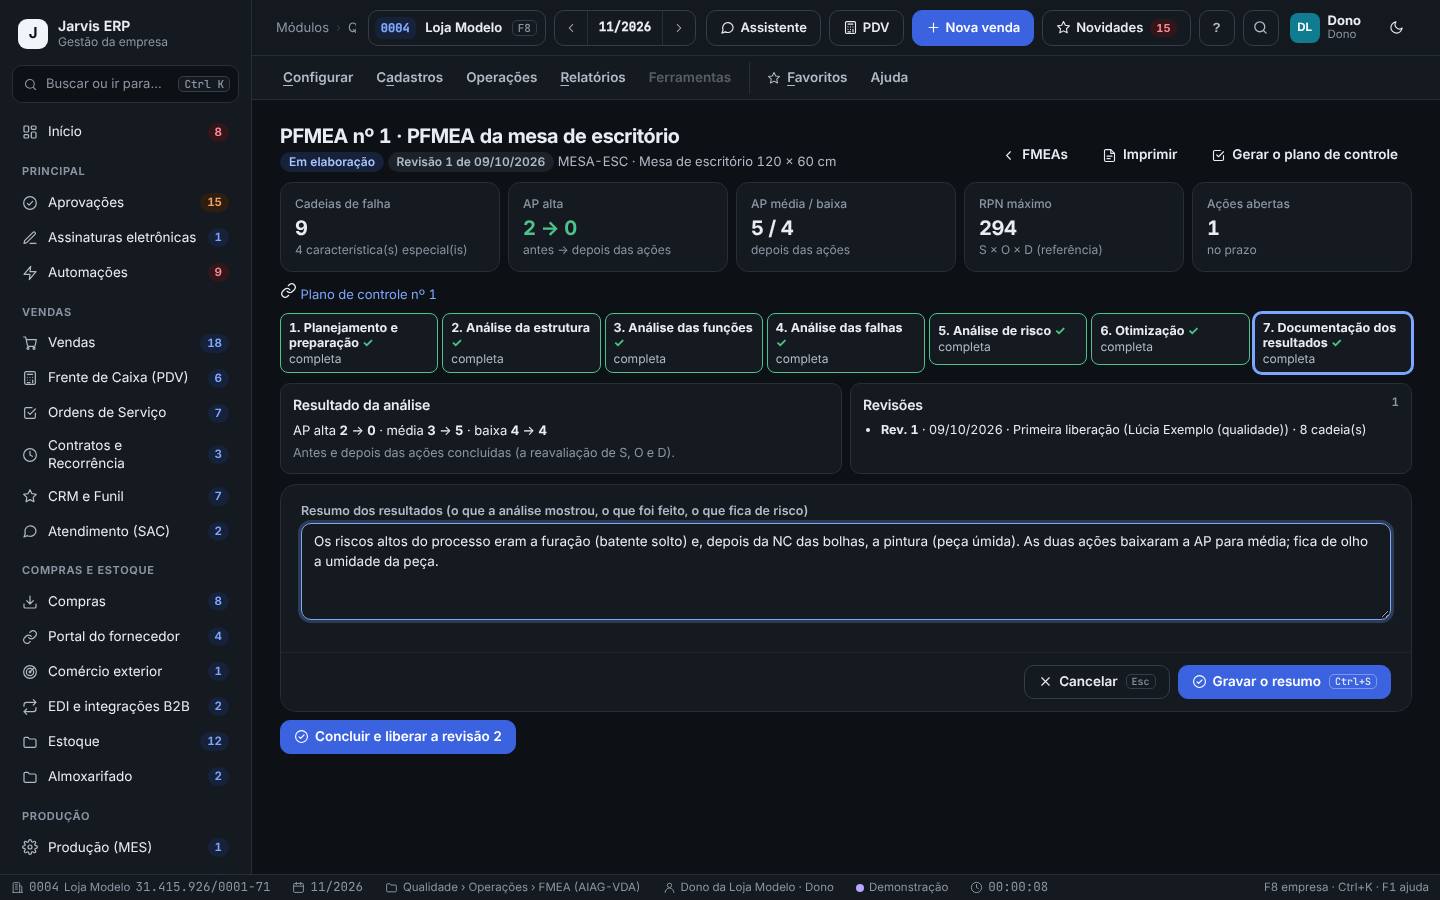 J
Jarvis ERP
Gestão da empresa
Buscar ou ir para... Ctrl K
Início 8
PRINCIPAL
Aprovações 15
Assinaturas eletrônicas 1
Automações 9
VENDAS
Vendas 18
Frente de Caixa (PDV) 6
Ordens de Serviço 7
Contratos e
Recorrência 3
CRM e Funil 7
Atendimento (SAC) 2
COMPRAS E ESTOQUE
Compras 8
Portal do fornecedor 4
Comércio exterior 1
EDI e integrações B2B 2
Estoque 12
Almoxarifado 2
PRODUÇÃO
Produção (MES) 1
Módulos › 
0004 Loja Modelo F8
‹ 11/2026 ›
Assistente
PDV
+ Nova venda
Novidades 15
?
DL
Dono
Dono
Configurar Cadastros Operações Relatórios Ferramentas Favoritos Ajuda
PFMEA nº 1 · PFMEA da mesa de escritório
Em elaboração Revisão 1 de 09/10/2026 MESA-ESC · Mesa de escritório 120 × 60 cm
‹ FMEAs Imprimir Gerar o plano de controle
Cadeias de falha
9
4 característica(s) especial(is)
AP alta
2 → 0
antes → depois das ações
AP média / baixa
5 / 4
depois das ações
RPN máximo
294
S × O × D (referência)
Ações abertas
1
no prazo
Plano de controle nº 1
1. Planejamento e
preparação ✓
completa
2. Análise da estrutura
✓
completa
3. Análise das funções
✓
completa
4. Análise das falhas
✓
completa
5. Análise de risco ✓
completa
6. Otimização ✓
completa
7. Documentação dos
resultados ✓
completa
Resultado da análise
AP alta 2 → 0 · média 3 → 5 · baixa 4 → 4
Antes e depois das ações concluídas (a reavaliação de S, O e D).
Revisões 1
• Rev. 1 · 09/10/2026 · Primeira liberação (Lúcia Exemplo (qualidade)) · 8 cadeia(s)
Resumo dos resultados (o que a análise mostrou, o que foi feito, o que fica de risco)
Os riscos altos do processo eram a furação (batente solto) e, depois da NC das bolhas, a pintura (peça úmida). As duas ações baixaram a AP para média; fica de olho
a umidade da peça.
Cancelar Esc
Gravar o resumo Ctrl+S
Concluir e liberar a revisão 2
0004 Loja Modelo 31.415.926/0001-71 11/2026 Qualidade › Operações › FMEA (AIAG-VDA) Dono da Loja Modelo · Dono Demonstração 00:00:08 F8 empresa · Ctrl+K · F1 ajuda